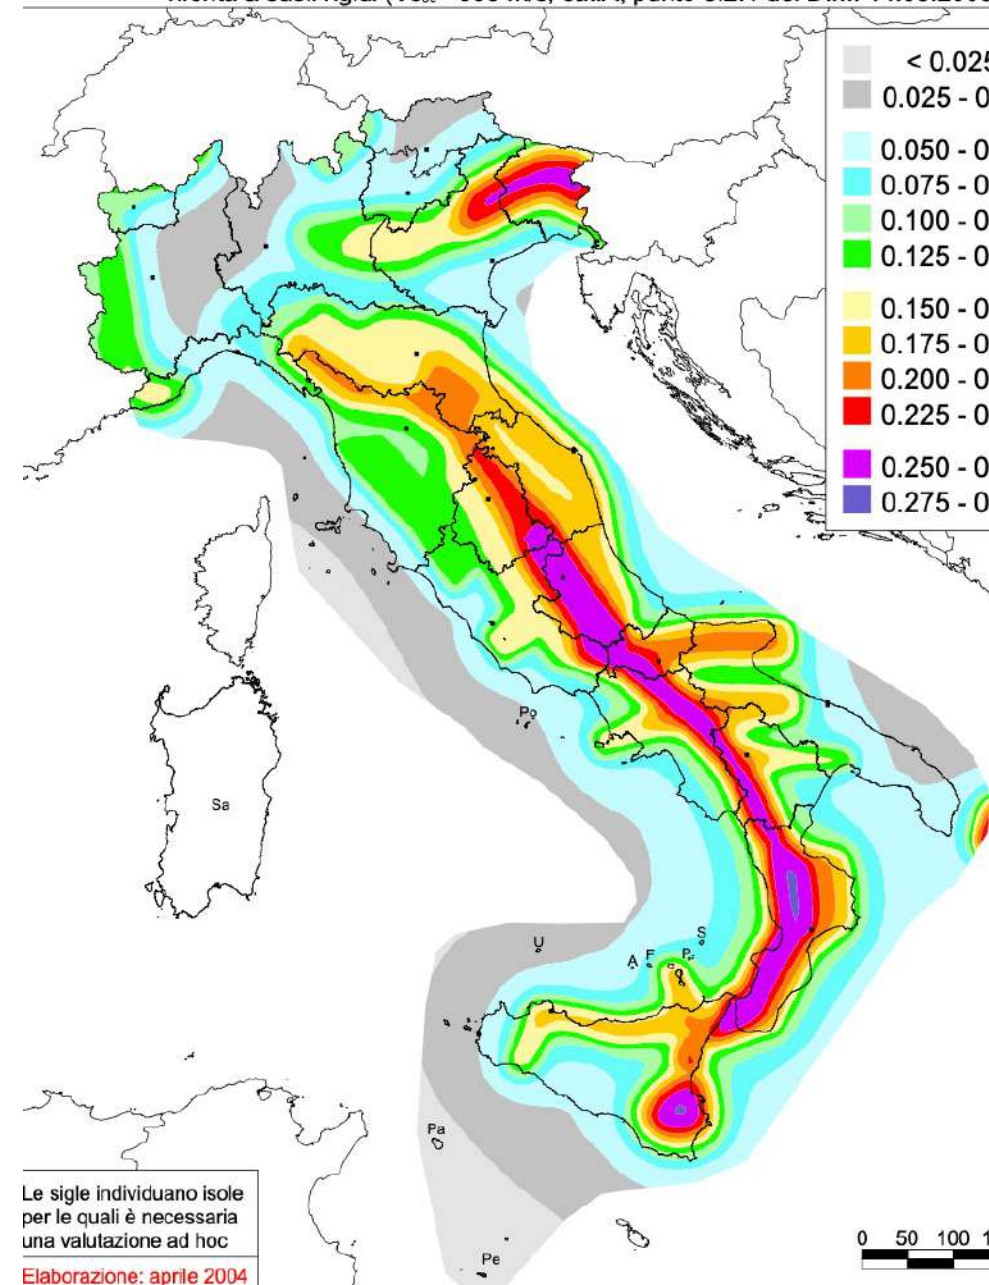 < 0.025
0.025 - 0
0.050 - 0
0.075 - 0
0.100 - 0
0.125 - 0
0.150 - 0
0.175 - 0
0.200 - 0
0.225 - 0
0.250 - 0
0.275 - 0
Po
Sa
U
A
F
P
S
Pa
Pe
Le sigle individuano isole
per le quali è necessaria
una valutazione ad hoc
Elaborazione: aprile 2004
0 50 100 1